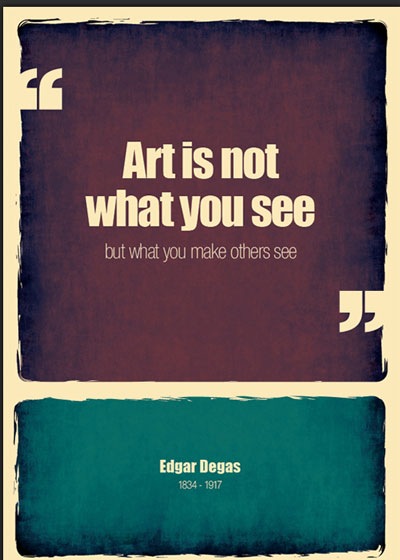 “
Art is not
what you see
but what you make others see
”
Edgar Degas
1834 - 1917